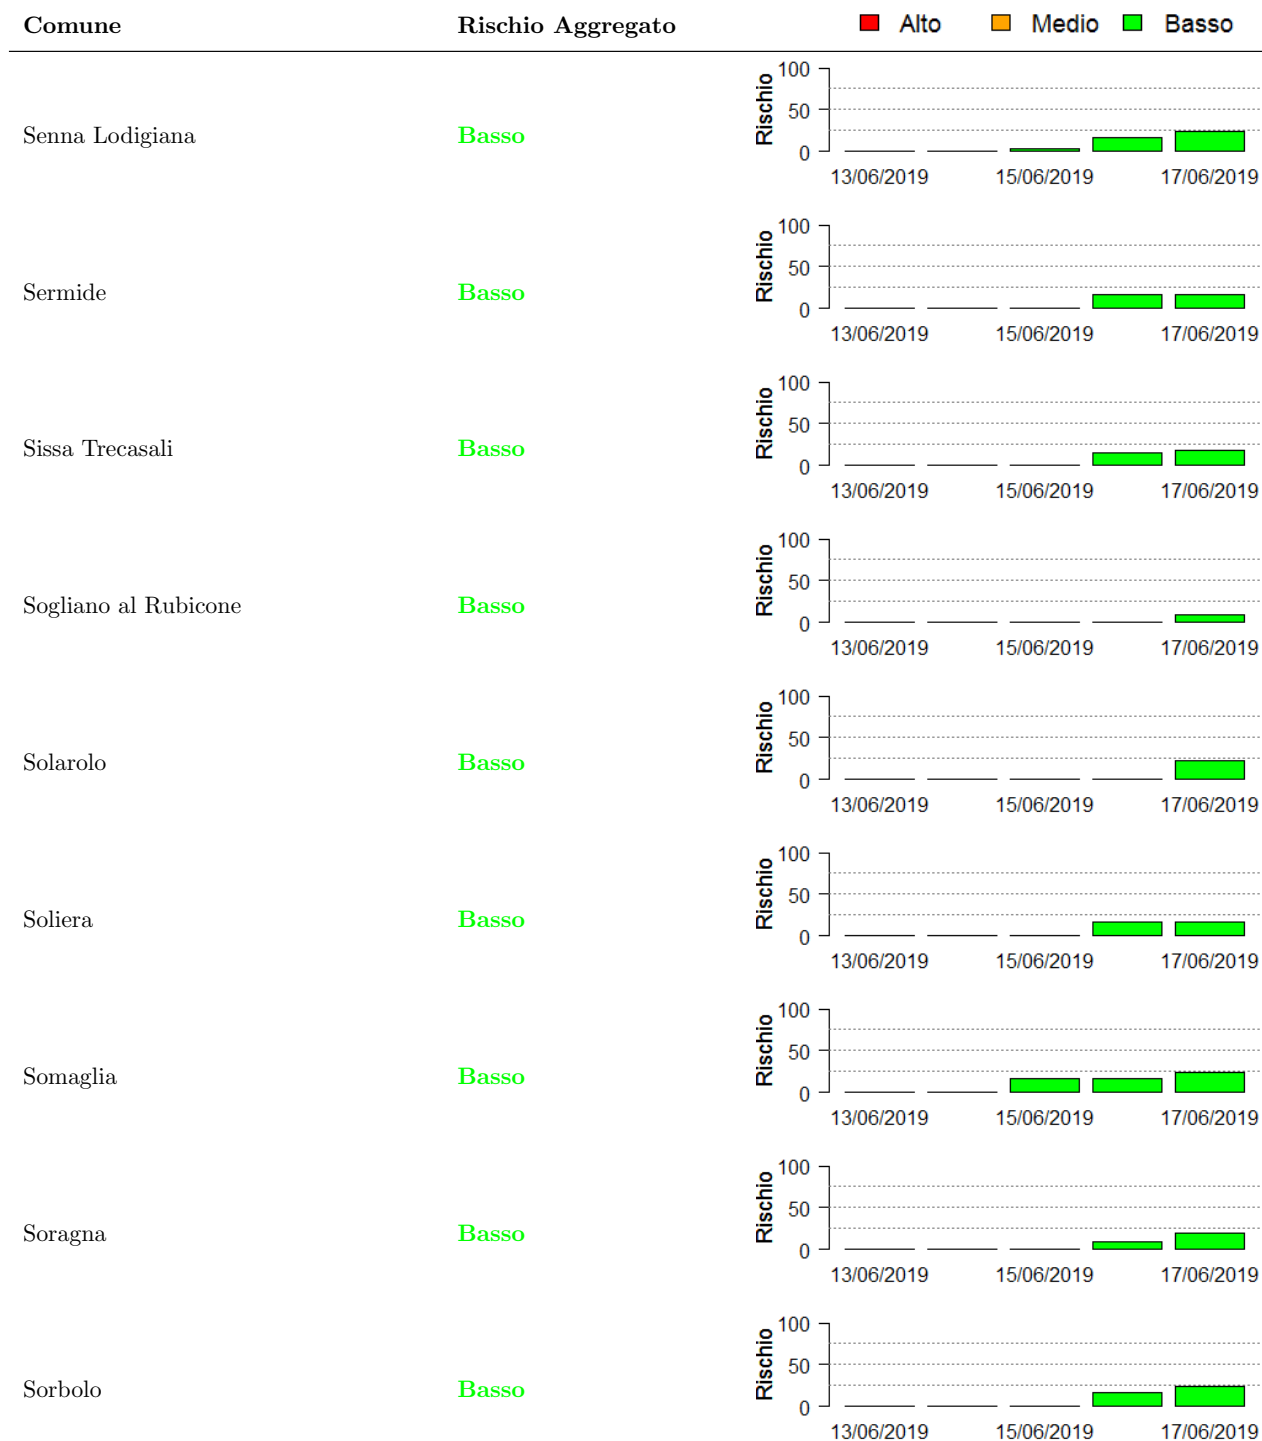 Comune Rischio Aggregato Alto Medio Basso
Senna Lodigiana Basso Rischio 100 50 0
13/06/2019 15/06/2019 17/06/2019
Sermide Basso Rischio 100 50 0
13/06/2019 15/06/2019 17/06/2019
Sissa Trecasali Basso Rischio 100 50 0
13/06/2019 15/06/2019 17/06/2019
Sogliano al Rubicone Basso Rischio 100 50 0
13/06/2019 15/06/2019 17/06/2019
Solarolo Basso Rischio 100 50 0
13/06/2019 15/06/2019 17/06/2019
Soliera Basso Rischio 100 50 0
13/06/2019 15/06/2019 17/06/2019
Somaglia Basso Rischio 100 50 0
13/06/2019 15/06/2019 17/06/2019
Soragna Basso Rischio 100 50 0
13/06/2019 15/06/2019 17/06/2019
Sorbolo Basso Rischio 100 50 0
13/06/2019 15/06/2019 17/06/2019